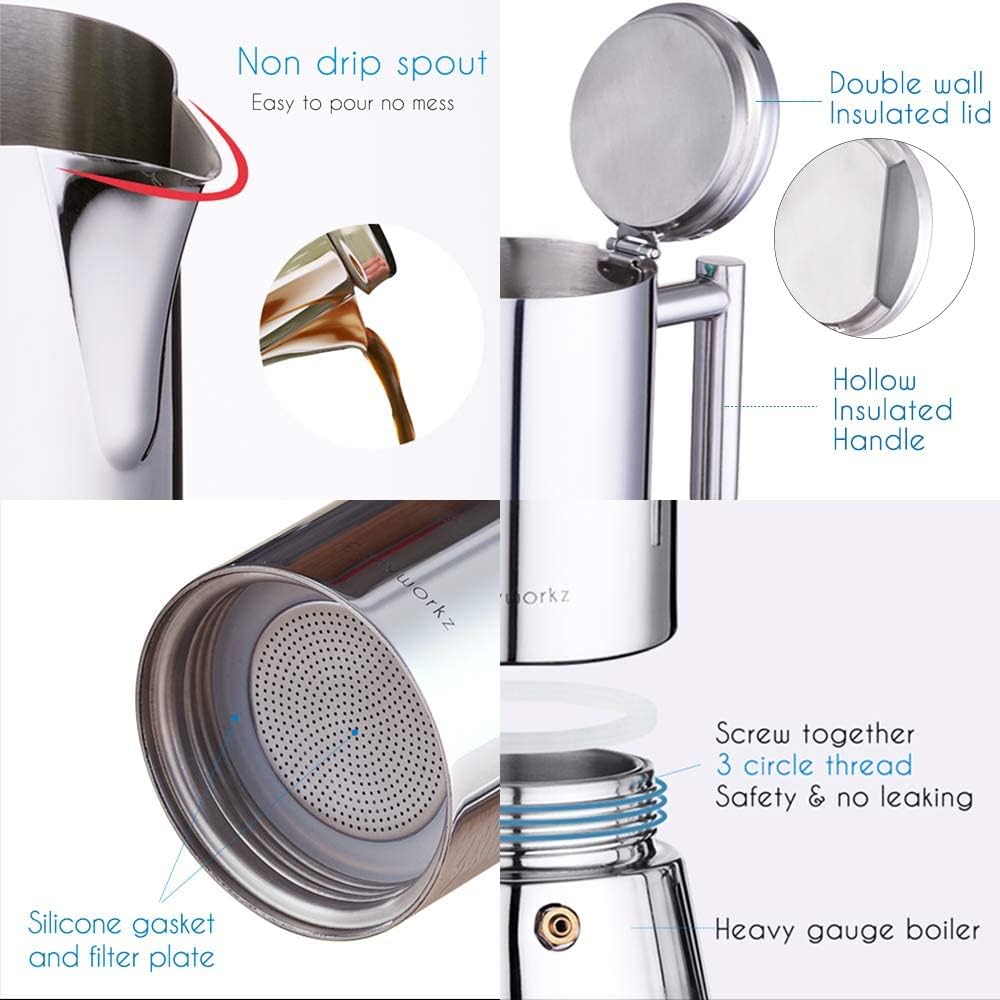 Non drip spout
Easy to pour no mess
Double wall
Insulated lid
Hollow
Insulated
Handle
Silicone gasket
and filter plate
Screw together
3 circle thread
Safety & no leaking
Heavy gauge boiler